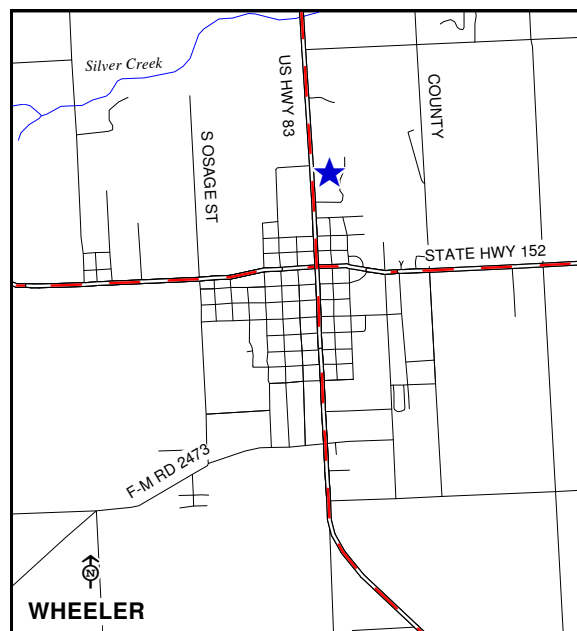 Silver Creek
US HWY 83
COUNTY
S OSAGE ST
STATE HWY 152
F-M RD 2473
N
WHEELER